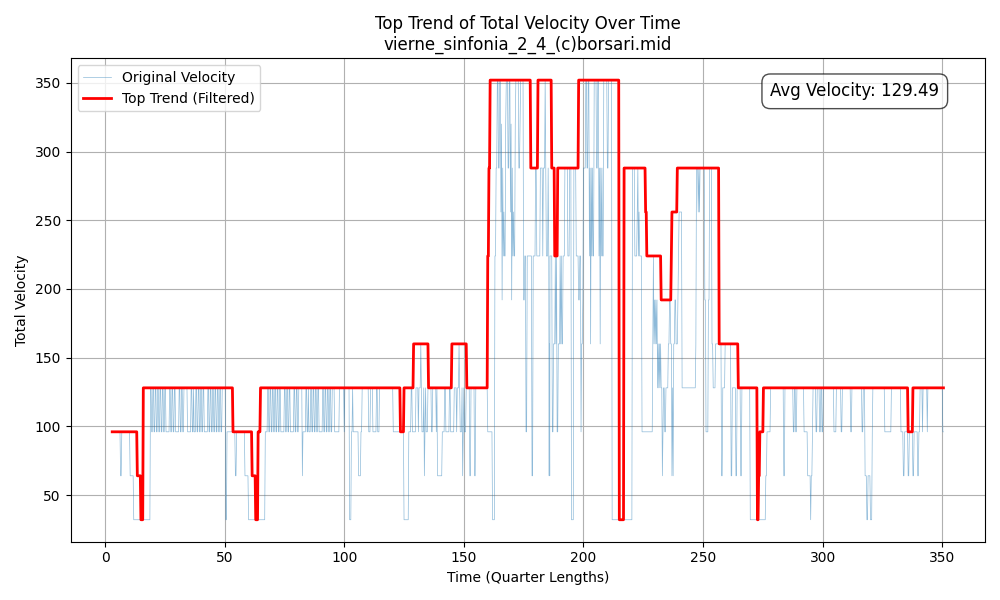 Top Trend of Total Velocity Over Time
vierne_sinfonia_2_4_(c)borsari.mid
Original Velocity
Top Trend (Filtered)
Avg Velocity: 129.49
Total Velocity
350
300
250
200
150
100
50
0 50 100 150 200 250 300 350
Time (Quarter Lengths)